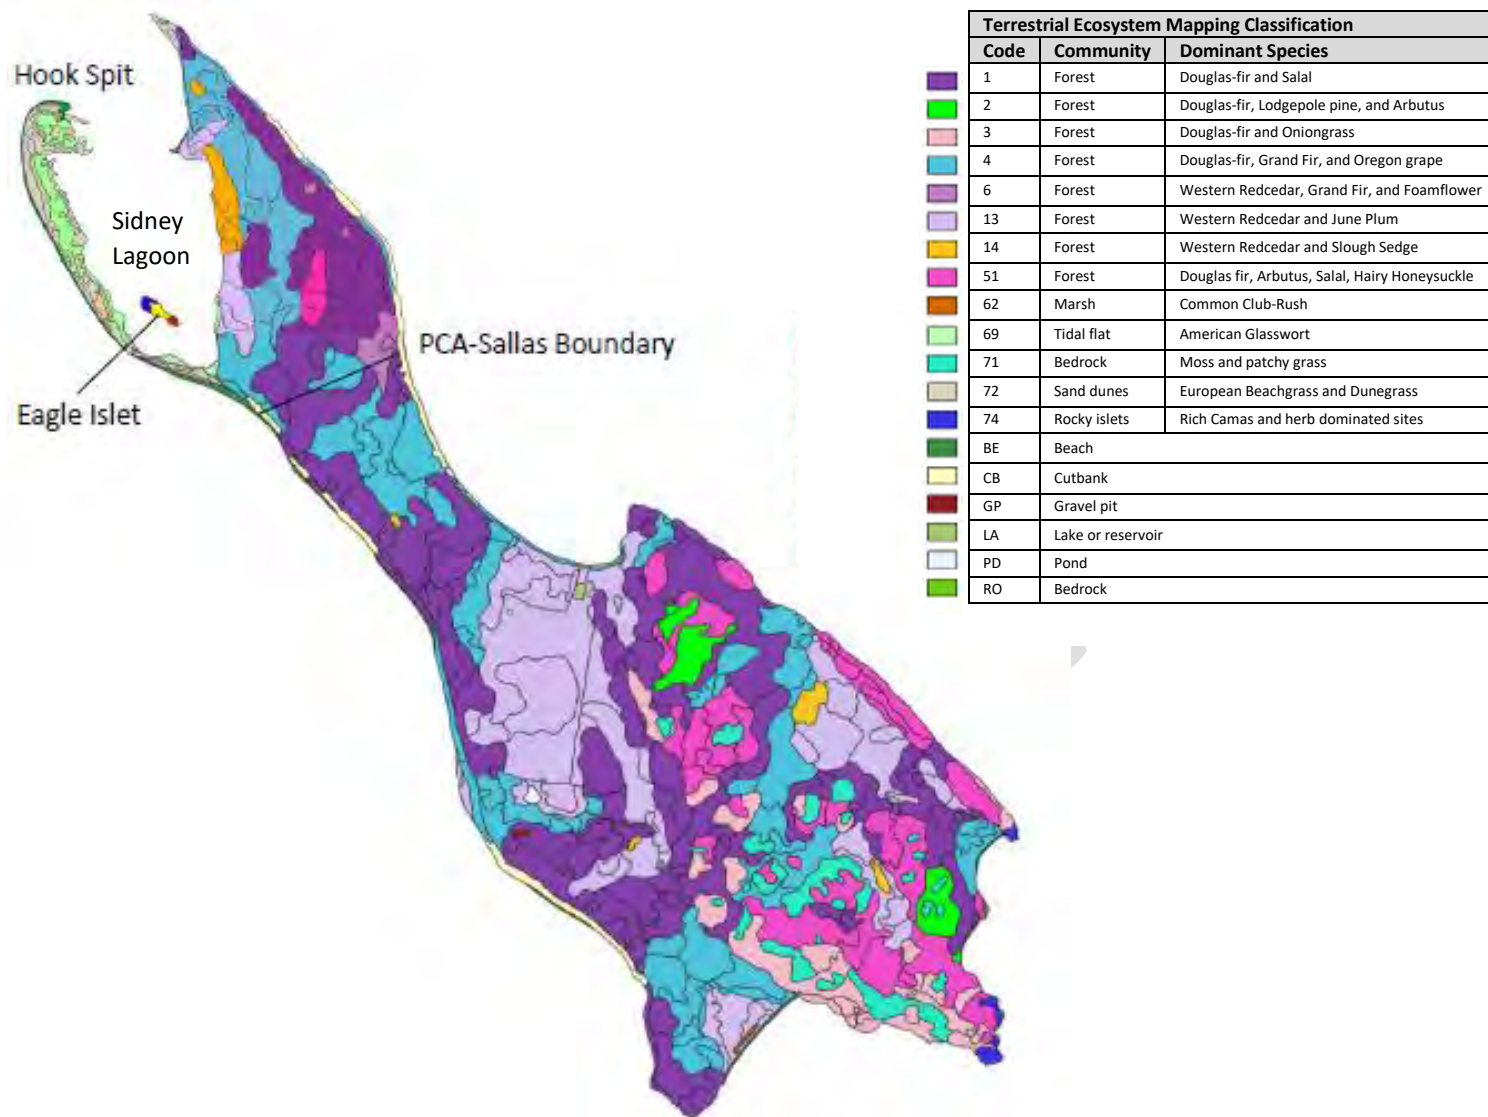 Hook Spit
Sidney
Lagoon
PCA-Sallas Boundary
Eagle Islet
Terrestrial Ecosystem Mapping Classification
Code Community Dominant Species
1 Forest Douglas-fir and Salal
2 Forest Douglas-fir, Lodgepole pine, and Arbutus
3 Forest Douglas-fir and Oniongrass
4 Forest Douglas-fir, Grand Fir, and Oregon grape
6 Forest Western Redcedar, Grand Fir, and Foamflower
13 Forest Western Redcedar and June Plum
14 Forest Western Redcedar and Slough Sedge
51 Forest Douglas fir, Arbutus, Salal, Hairy Honeysuckle
62 Marsh Common Club-Rush
69 Tidal flat American Glasswort
71 Bedrock Moss and patchy grass
72 Sand dunes European Beachgrass and Dunegrass
74 Rocky islets Rich Camas and herb dominated sites
BE Beach
CB Cutbank
GP Gravel pit
LA Lake or reservoir
PD Pond
RO Bedrock